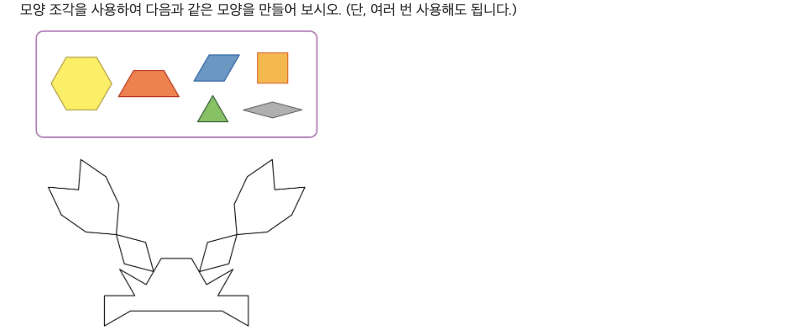 모양 조각을 사용하여 다음과 같은 모양을 만들어 보시오. (단, 여러 번 사용해도 됩니다.)